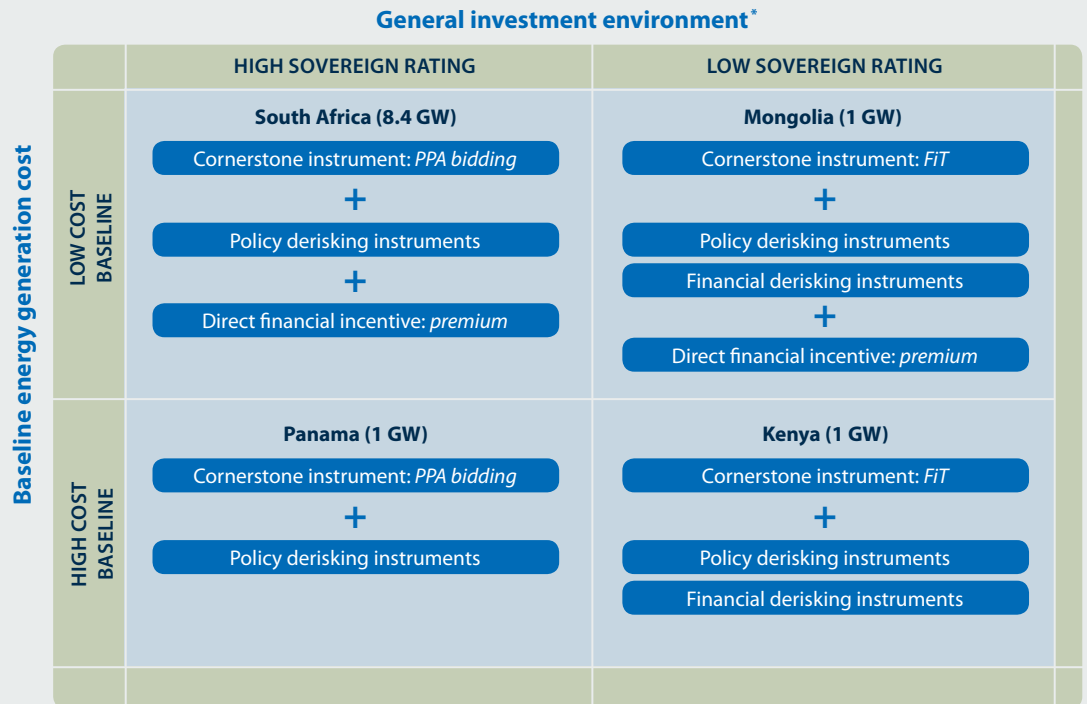 General investment environment*
HIGH SOVEREIGN RATING
LOW SOVEREIGN RATING
Baseline energy generation cost
LOW COST
BASELINE
South Africa (8.4 GW)
Cornerstone instrument: PPA bidding
+
Policy derisking instruments
+
Direct financial incentive: premium
Mongolia (1 GW)
Cornerstone instrument: FiT
+
Policy derisking instruments
Financial derisking instruments
+
Direct financial incentive: premium
HIGH COST
BASELINE
Panama (1 GW)
Cornerstone instrument: PPA bidding
+
Policy derisking instruments
Kenya (1 GW)
Cornerstone instrument: FiT
+
Policy derisking instruments
Financial derisking instruments